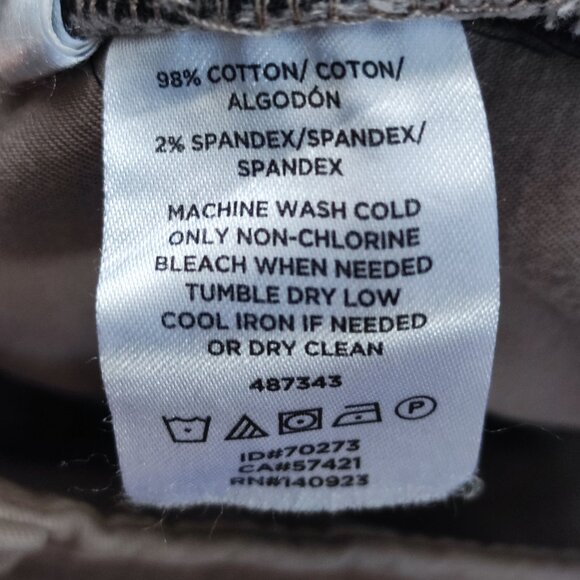 98% COTTON/ COTON/
ALGODÓN
2% SPANDEX/SPANDEX/
SPANDEX
MACHINE WASH COLD
ONLY NON-CHLORINE
BLEACH WHEN NEEDED
TUMBLE DRY LOW
COOL IRON IF NEEDED
OR DRY CLEAN
487343
P
ID#70273
CA#57421
RN#140923